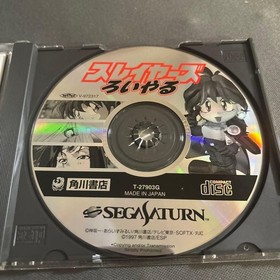 スレイヤーズ
ろいやる
角川書店
T-27903G
MADE IN JAPAN
COMPACT
disc
SEGA SATURN
©1997 角川書店/ESP